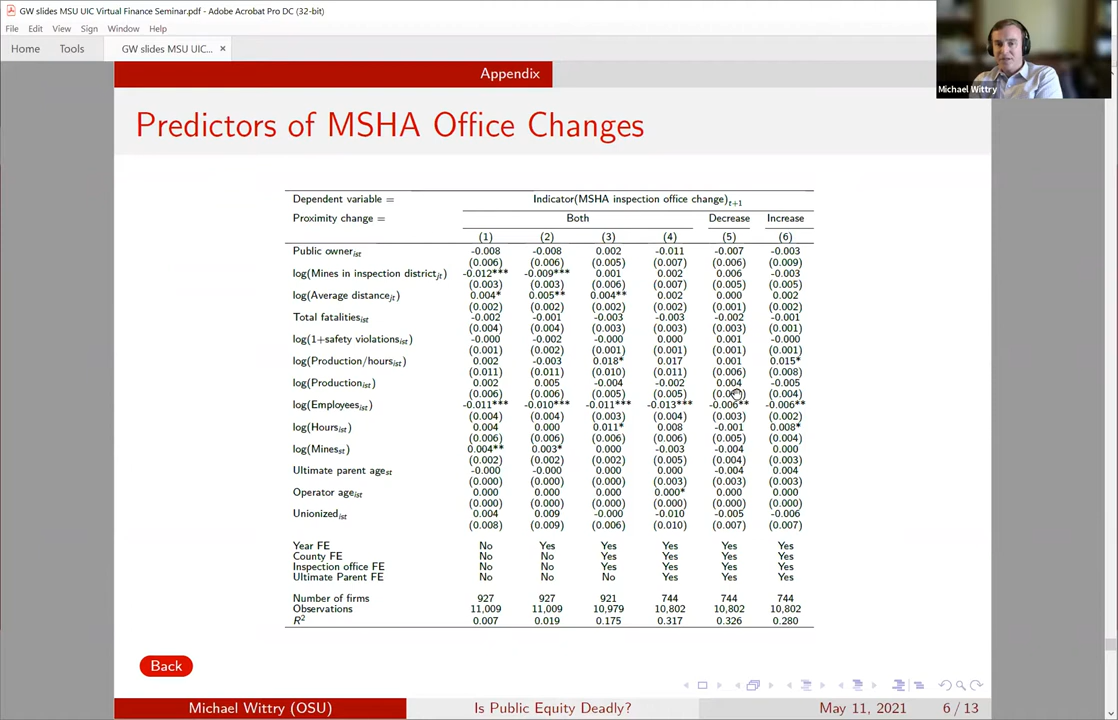 GW slides MSU UIC Virtual Finance Seminar.pdf - Adobe Acrobat Pro DC (32-bit)
File Edit View Sign Window Help
Home Tools GW slides MSU UIC... ×
Michael Wittry
Appendix
Predictors of MSHA Office Changes
Dependent variable = Indicator(MSHA inspection office change)t+1
Proximity change = Both Decrease Increase
(1) (2) (3) (4) (5) (6)
Public ownerist -0.008 -0.008 0.002 -0.011 -0.007 -0.003
(0.006) (0.006) (0.005) (0.007) (0.006) (0.009)
log(Mines in inspection districtjt) -0.012*** -0.009*** 0.001 0.002 0.006 -0.003
(0.003) (0.003) (0.006) (0.007) (0.005) (0.005)
log(Average distancejt) 0.004* 0.005** 0.004** 0.002 0.000 0.002
(0.002) (0.002) (0.002) (0.002) (0.001) (0.002)
Total fatalitiesist -0.002 -0.001 -0.003 -0.003 -0.002 -0.001
(0.004) (0.004) (0.003) (0.003) (0.003) (0.001)
log(1+safety violationsist) -0.000 -0.002 -0.000 0.000 0.001 -0.000
(0.001) (0.002) (0.001) (0.001) (0.001) (0.001)
log(Production/hoursist) 0.002 -0.003 0.018* 0.017 0.001 0.015*
(0.011) (0.011) (0.010) (0.011) (0.006) (0.008)
log(Productionist) 0.002 0.005 -0.004 -0.002 0.004 -0.005
(0.006) (0.006) (0.005) (0.005) (0.004)
log(Employeesist) -0.011*** -0.010*** -0.011*** -0.013*** -0.006** -0.006**
(0.004) (0.004) (0.003) (0.004) (0.003) (0.002)
log(Hoursist) 0.004 0.000 0.011* 0.008 -0.001 0.008*
(0.006) (0.006) (0.006) (0.006) (0.005) (0.004)
log(Minesst) 0.004** 0.003* 0.000 -0.003 -0.004 0.000
(0.002) (0.002) (0.002) (0.005) (0.004) (0.003)
Ultimate parent agest -0.000 -0.000 0.000 0.000 -0.004 0.004
(0.000) (0.000) (0.000) (0.003) (0.003) (0.003)
Operator ageist 0.000 0.000 0.000 0.000* 0.000 0.000
(0.000) (0.000) (0.000) (0.000) (0.000) (0.000)
Unionizedist 0.004 0.009 -0.000 -0.010 -0.005 -0.006
(0.008) (0.009) (0.006) (0.010) (0.007) (0.007)
Year FE No Yes Yes Yes Yes Yes
County FE No No Yes Yes Yes Yes
Inspection office FE No No Yes Yes Yes Yes
Ultimate Parent FE No No No Yes Yes Yes
Number of firms 927 927 921 744 744 744
Observations 11,009 11,009 10,979 10,802 10,802 10,802
R2 0.007 0.019 0.175 0.317 0.326 0.280
Back
Michael Wittry (OSU) Is Public Equity Deadly? May 11, 2021 6 / 13